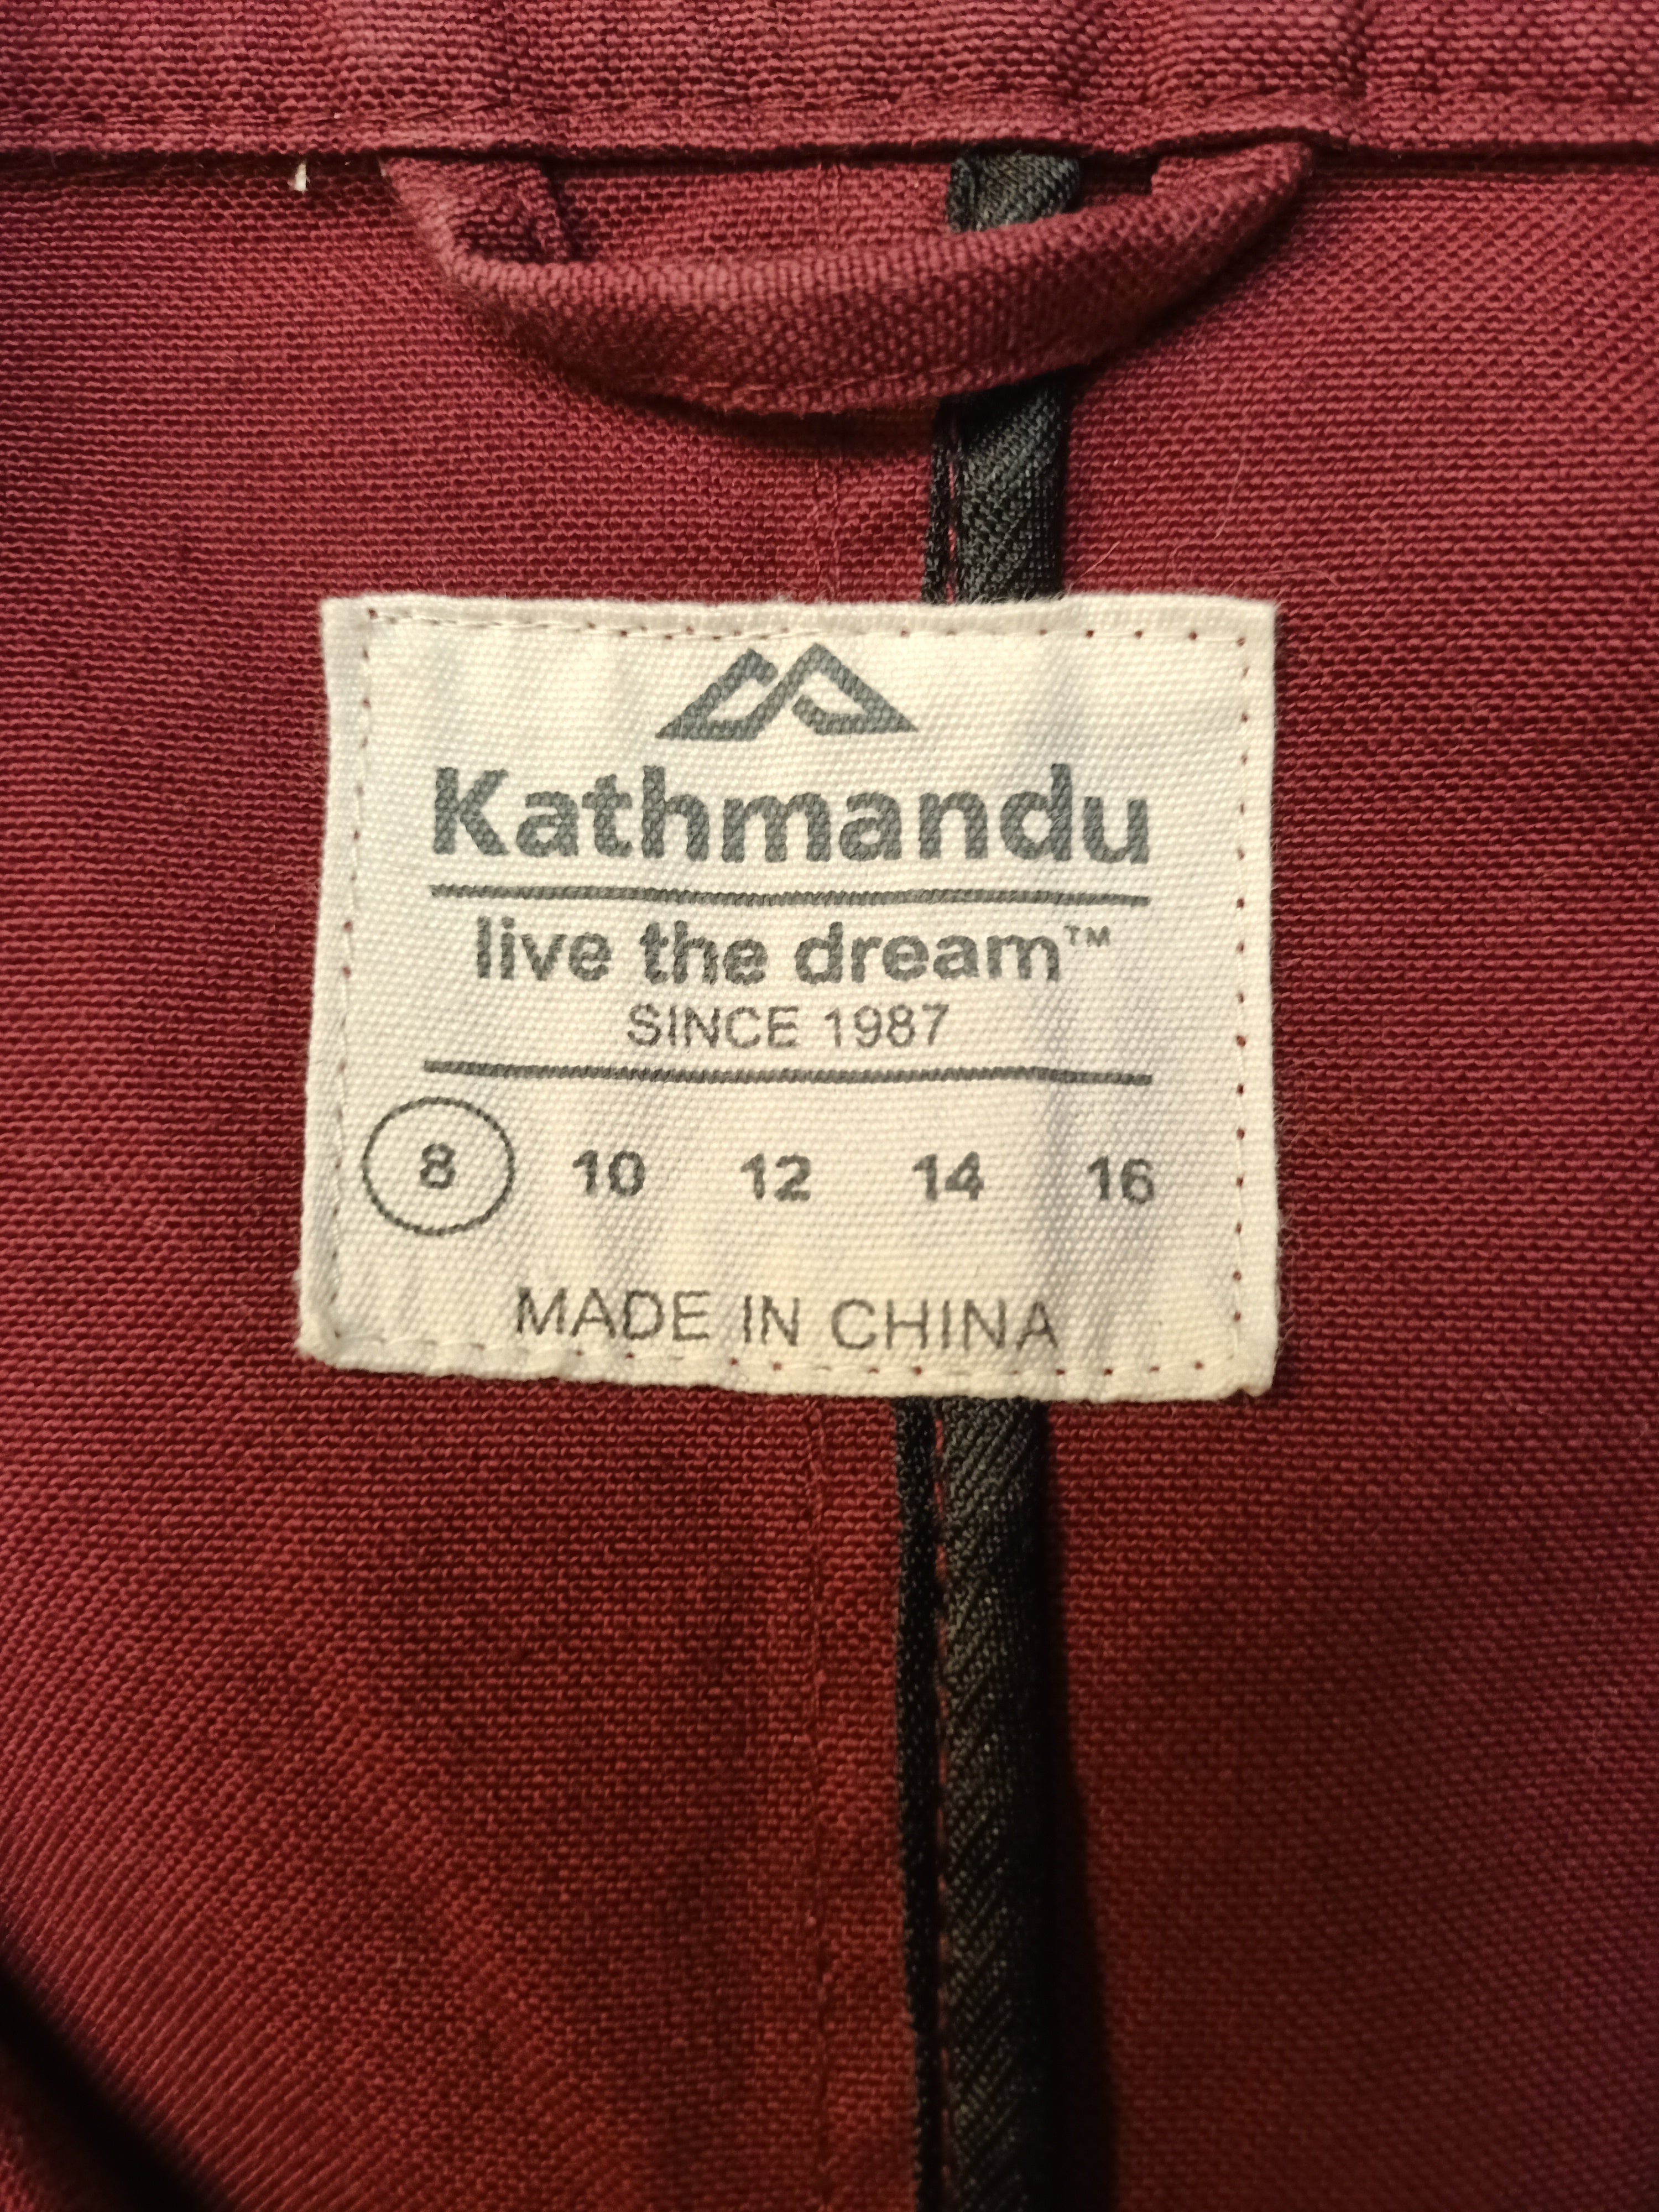 Kathmandu
live the dream™
SINCE 1987
8 10 12 14 16
MADE IN CHINA